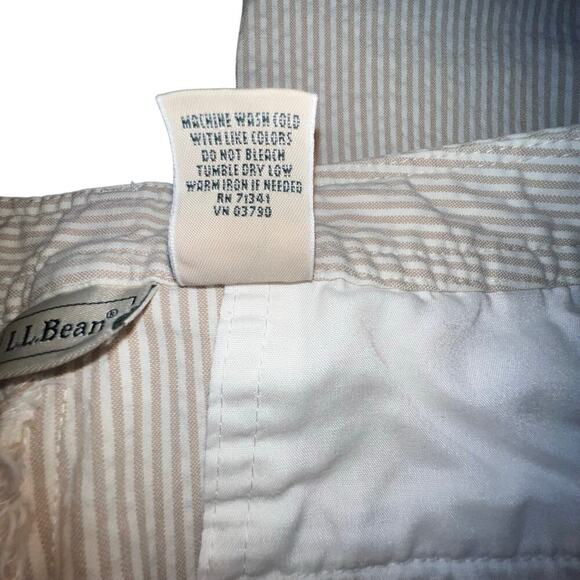 MACHINE WASH COLD
WITH LIKE COLORS
DO NOT BLEACH
TUMBLE DRY LOW
WARM IRON IF NEEDED
RN 71341
VN 03790
L.L.Bean®